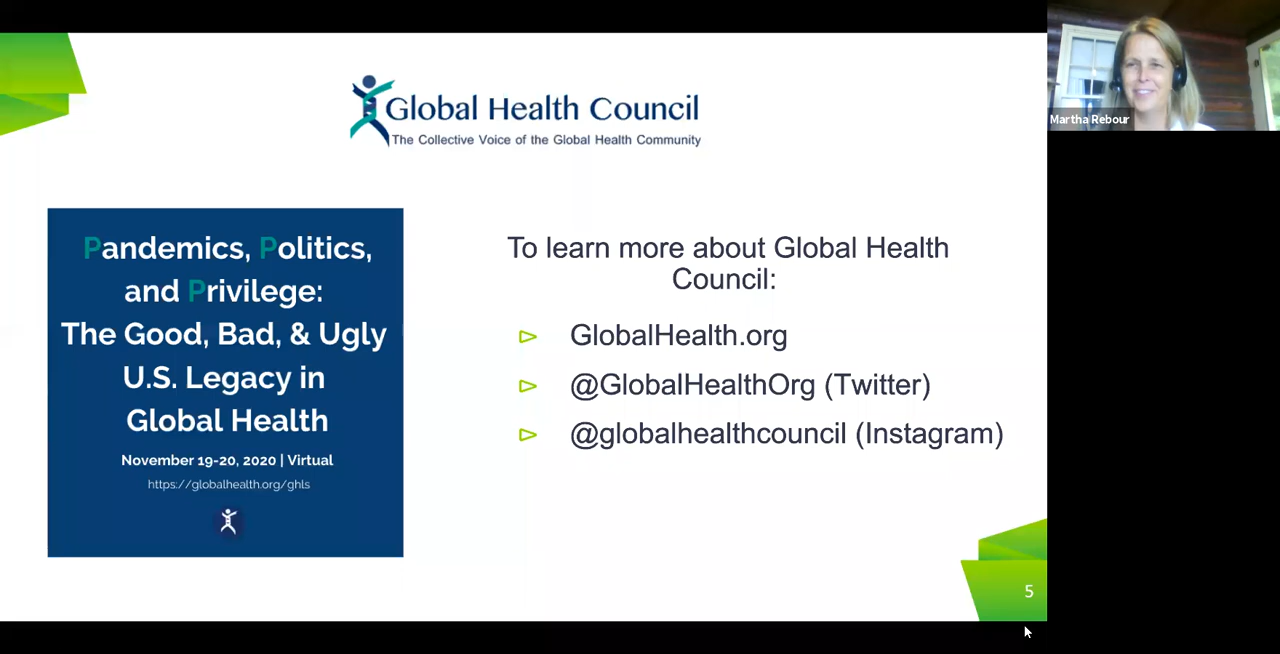 Global Health Council
The Collective Voice of the Global Health Community
Pandemics, Politics,
and Privilege:
The Good, Bad, & Ugly
U.S. Legacy in
Global Health
November 19-20, 2020 | Virtual
https://globalhealth.org/ghls
To learn more about Global Health
Council:
GlobalHealth.org
@GlobalHealthOrg (Twitter)
@globalhealthcouncil (Instagram)
5
Martha Rebour